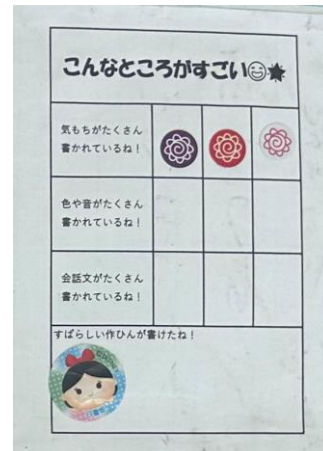 こんなところがすごい😊★
気もちがたくさん
書かれているね！
色や音がたくさん
書かれているね！
会話文がたくさん
書かれているね！
すばらしい作ひんが書けたね！